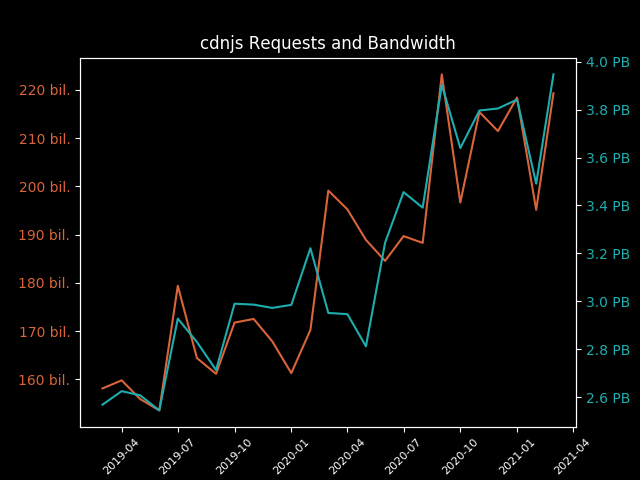 cdnjs Requests and Bandwidth
220 bil.
210 bil.
200 bil.
190 bil.
180 bil.
170 bil.
160 bil.
4.0 PB
3.8 PB
3.6 PB
3.4 PB
3.2 PB
3.0 PB
2.8 PB
2.6 PB
2019-04
2019-07
2019-10
2020-01
2020-04
2020-07
2020-10
2021-01
2021-04